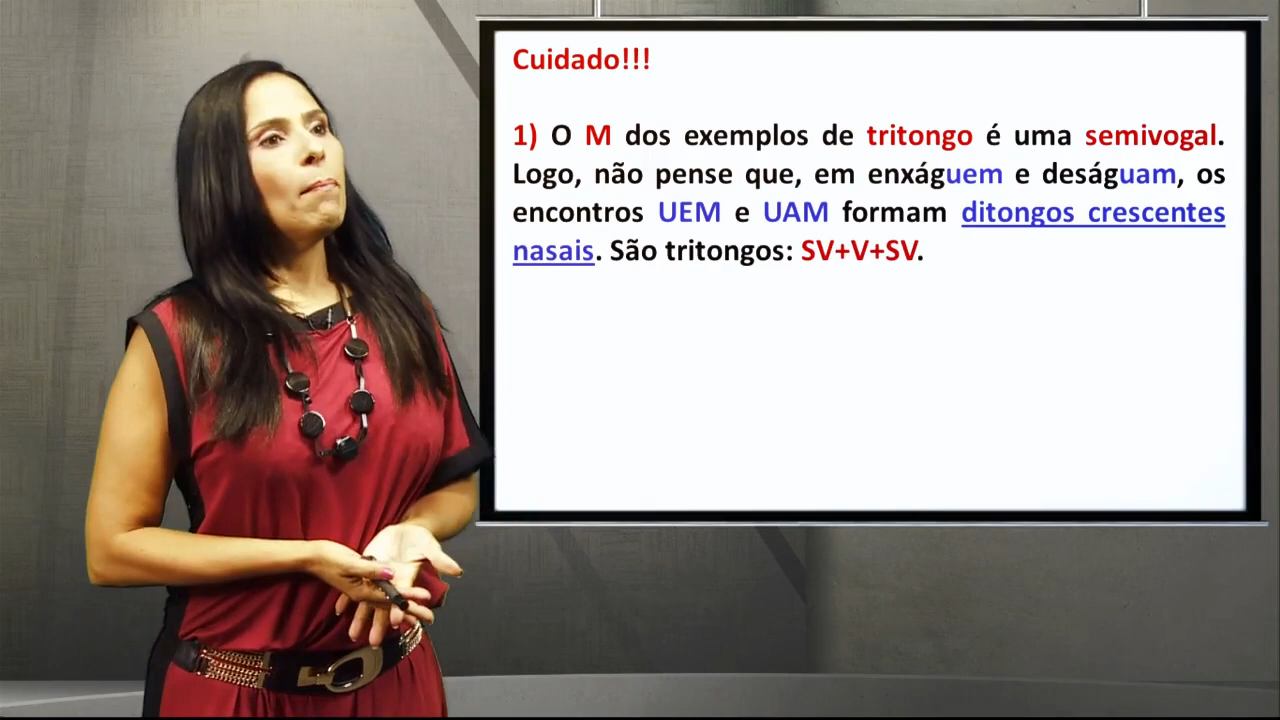 Cuidado!!!
1) O M dos exemplos de tritongo é uma semivogal.
Logo, não pense que, em enxáguem e deságuam, os
encontros UEM e UAM formam ditongos crescentes
nasais. São tritongos: SV+V+SV.